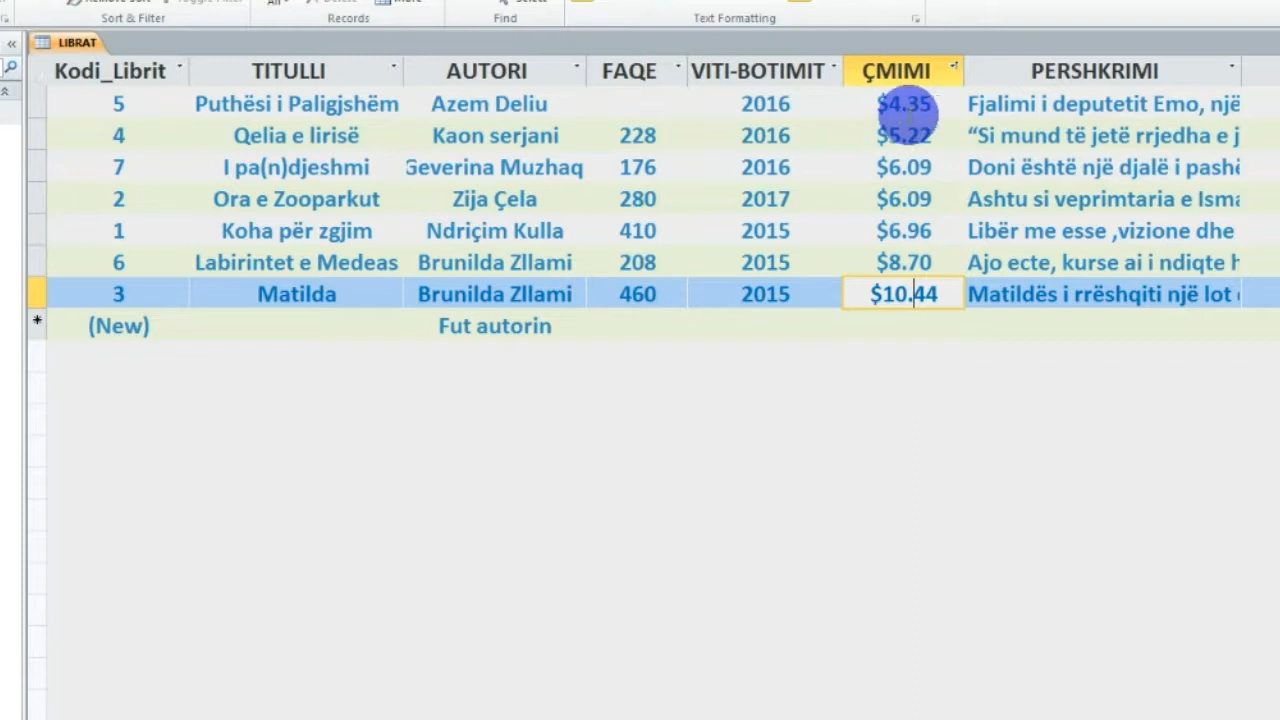 Sort & Filter Records Find Text Formatting
LIBRAT
Kodi_Librit TITULLI AUTORI FAQE VITI-BOTIMIT ÇMIMI PERSHKRIMI
5 Puthësi i Paligjshëm Azem Deliu 2016 $4.35 Fjalimi i deputetit Emo, një
4 Qelia e lirisë Kaon serjani 228 2016 $5.22 “Si mund të jetë rrjedha e j
7 I pa(n)djeshmi Geverina Muzhaq 176 2016 $6.09 Doni është një djalë i pashë
2 Ora e Zooparkut Zija Çela 280 2017 $6.09 Ashtu si veprimtaria e Isma
1 Koha për zgjim Ndriçim Kulla 410 2015 $6.96 Libër me esse ,vizione dhe
6 Labirintet e Medeas Brunilda Zllami 208 2015 $8.70 Ajo ecte, kurse ai i ndiqte h
3 Matilda Brunilda Zllami 460 2015 $10.44 Matildës i rrëshqiti një lot
* (New) Fut autorin